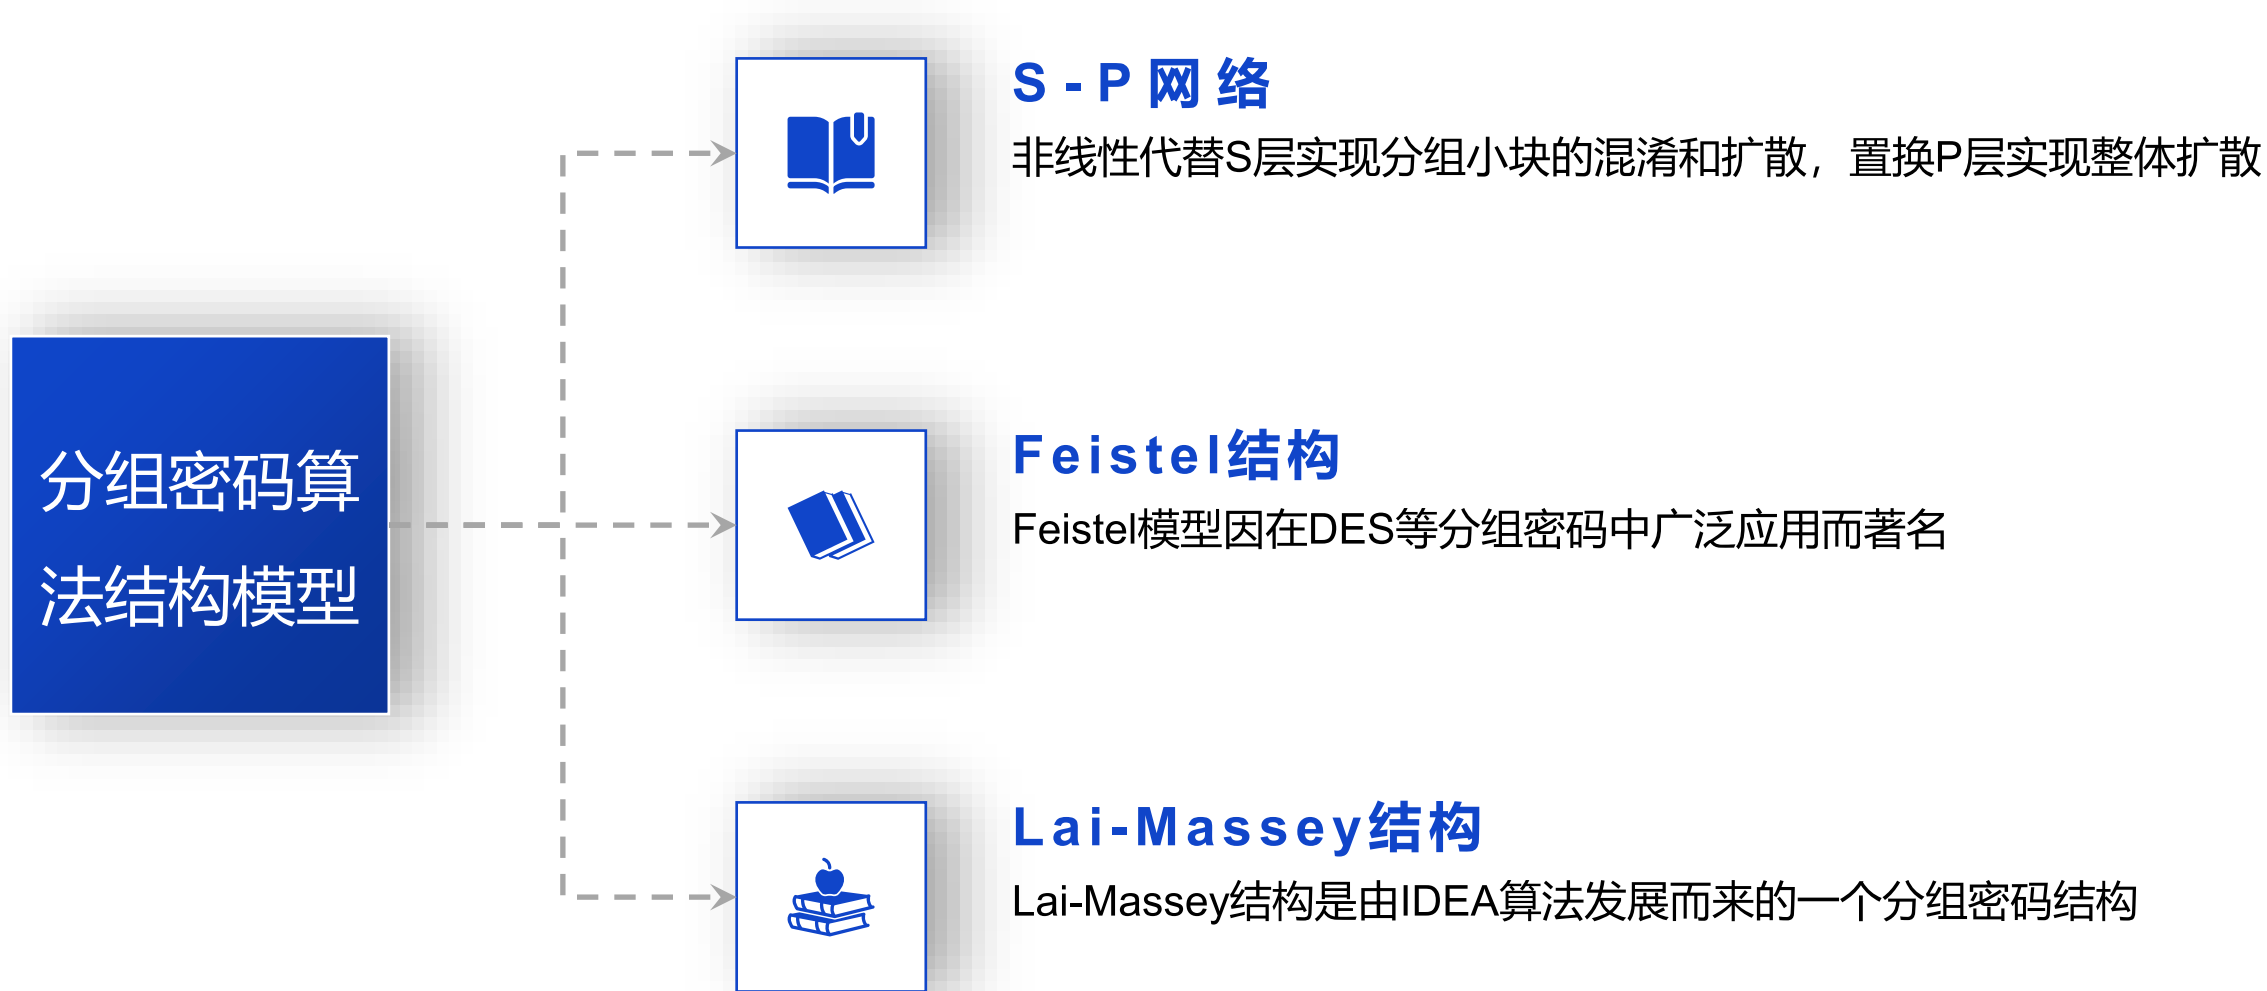 分组密码算
法结构模型
S-P网络
非线性代替S层实现分组小块的混淆和扩散，置换P层实现整体扩散
Feistel结构
Feistel模型因在DES等分组密码中广泛应用而著名
Lai-Massey结构
Lai-Massey结构是由IDEA算法发展而来的一个分组密码结构